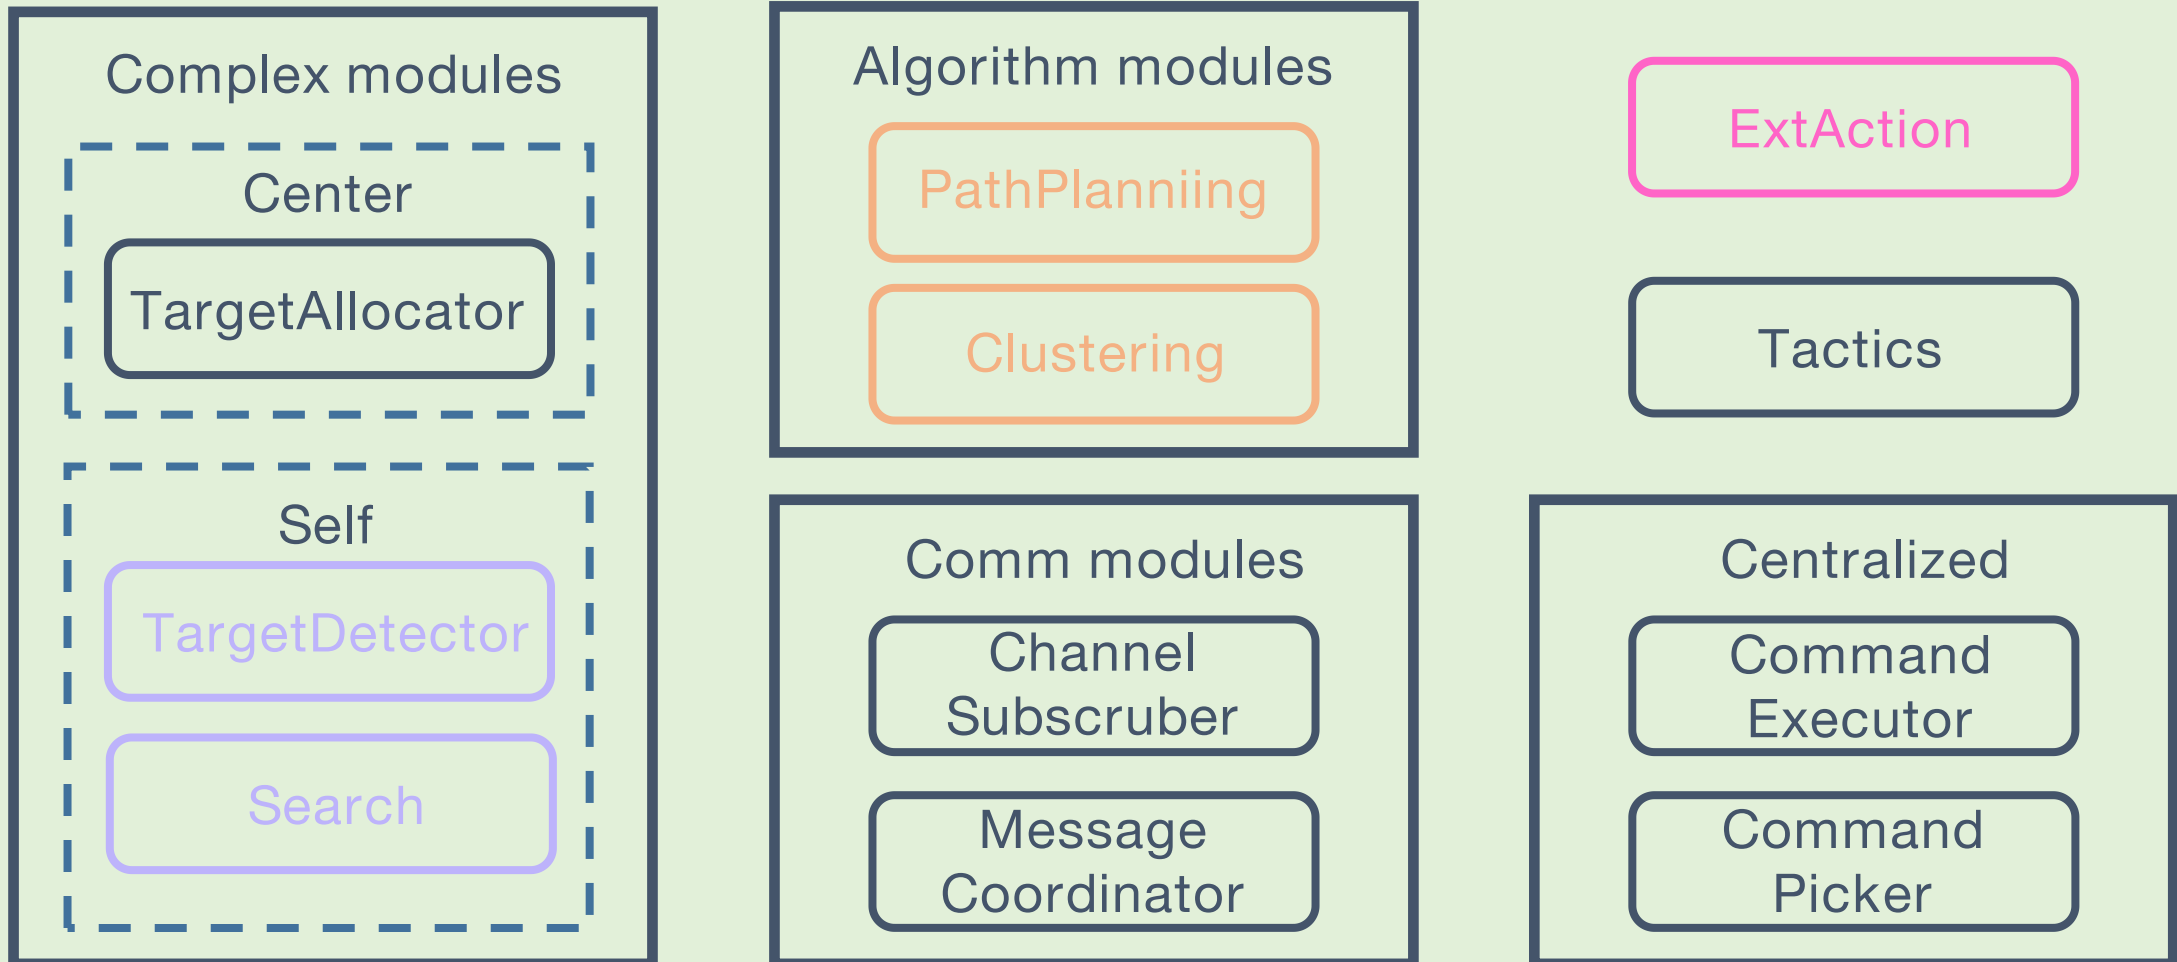 Complex modules
Center
TargetAllocator
Self
TargetDetector
Search
Algorithm modules
PathPlanniing
Clustering
Comm modules
Channel
Subscruber
Message
Coordinator
ExtAction
Tactics
Centralized
Command
Executor
Command
Picker